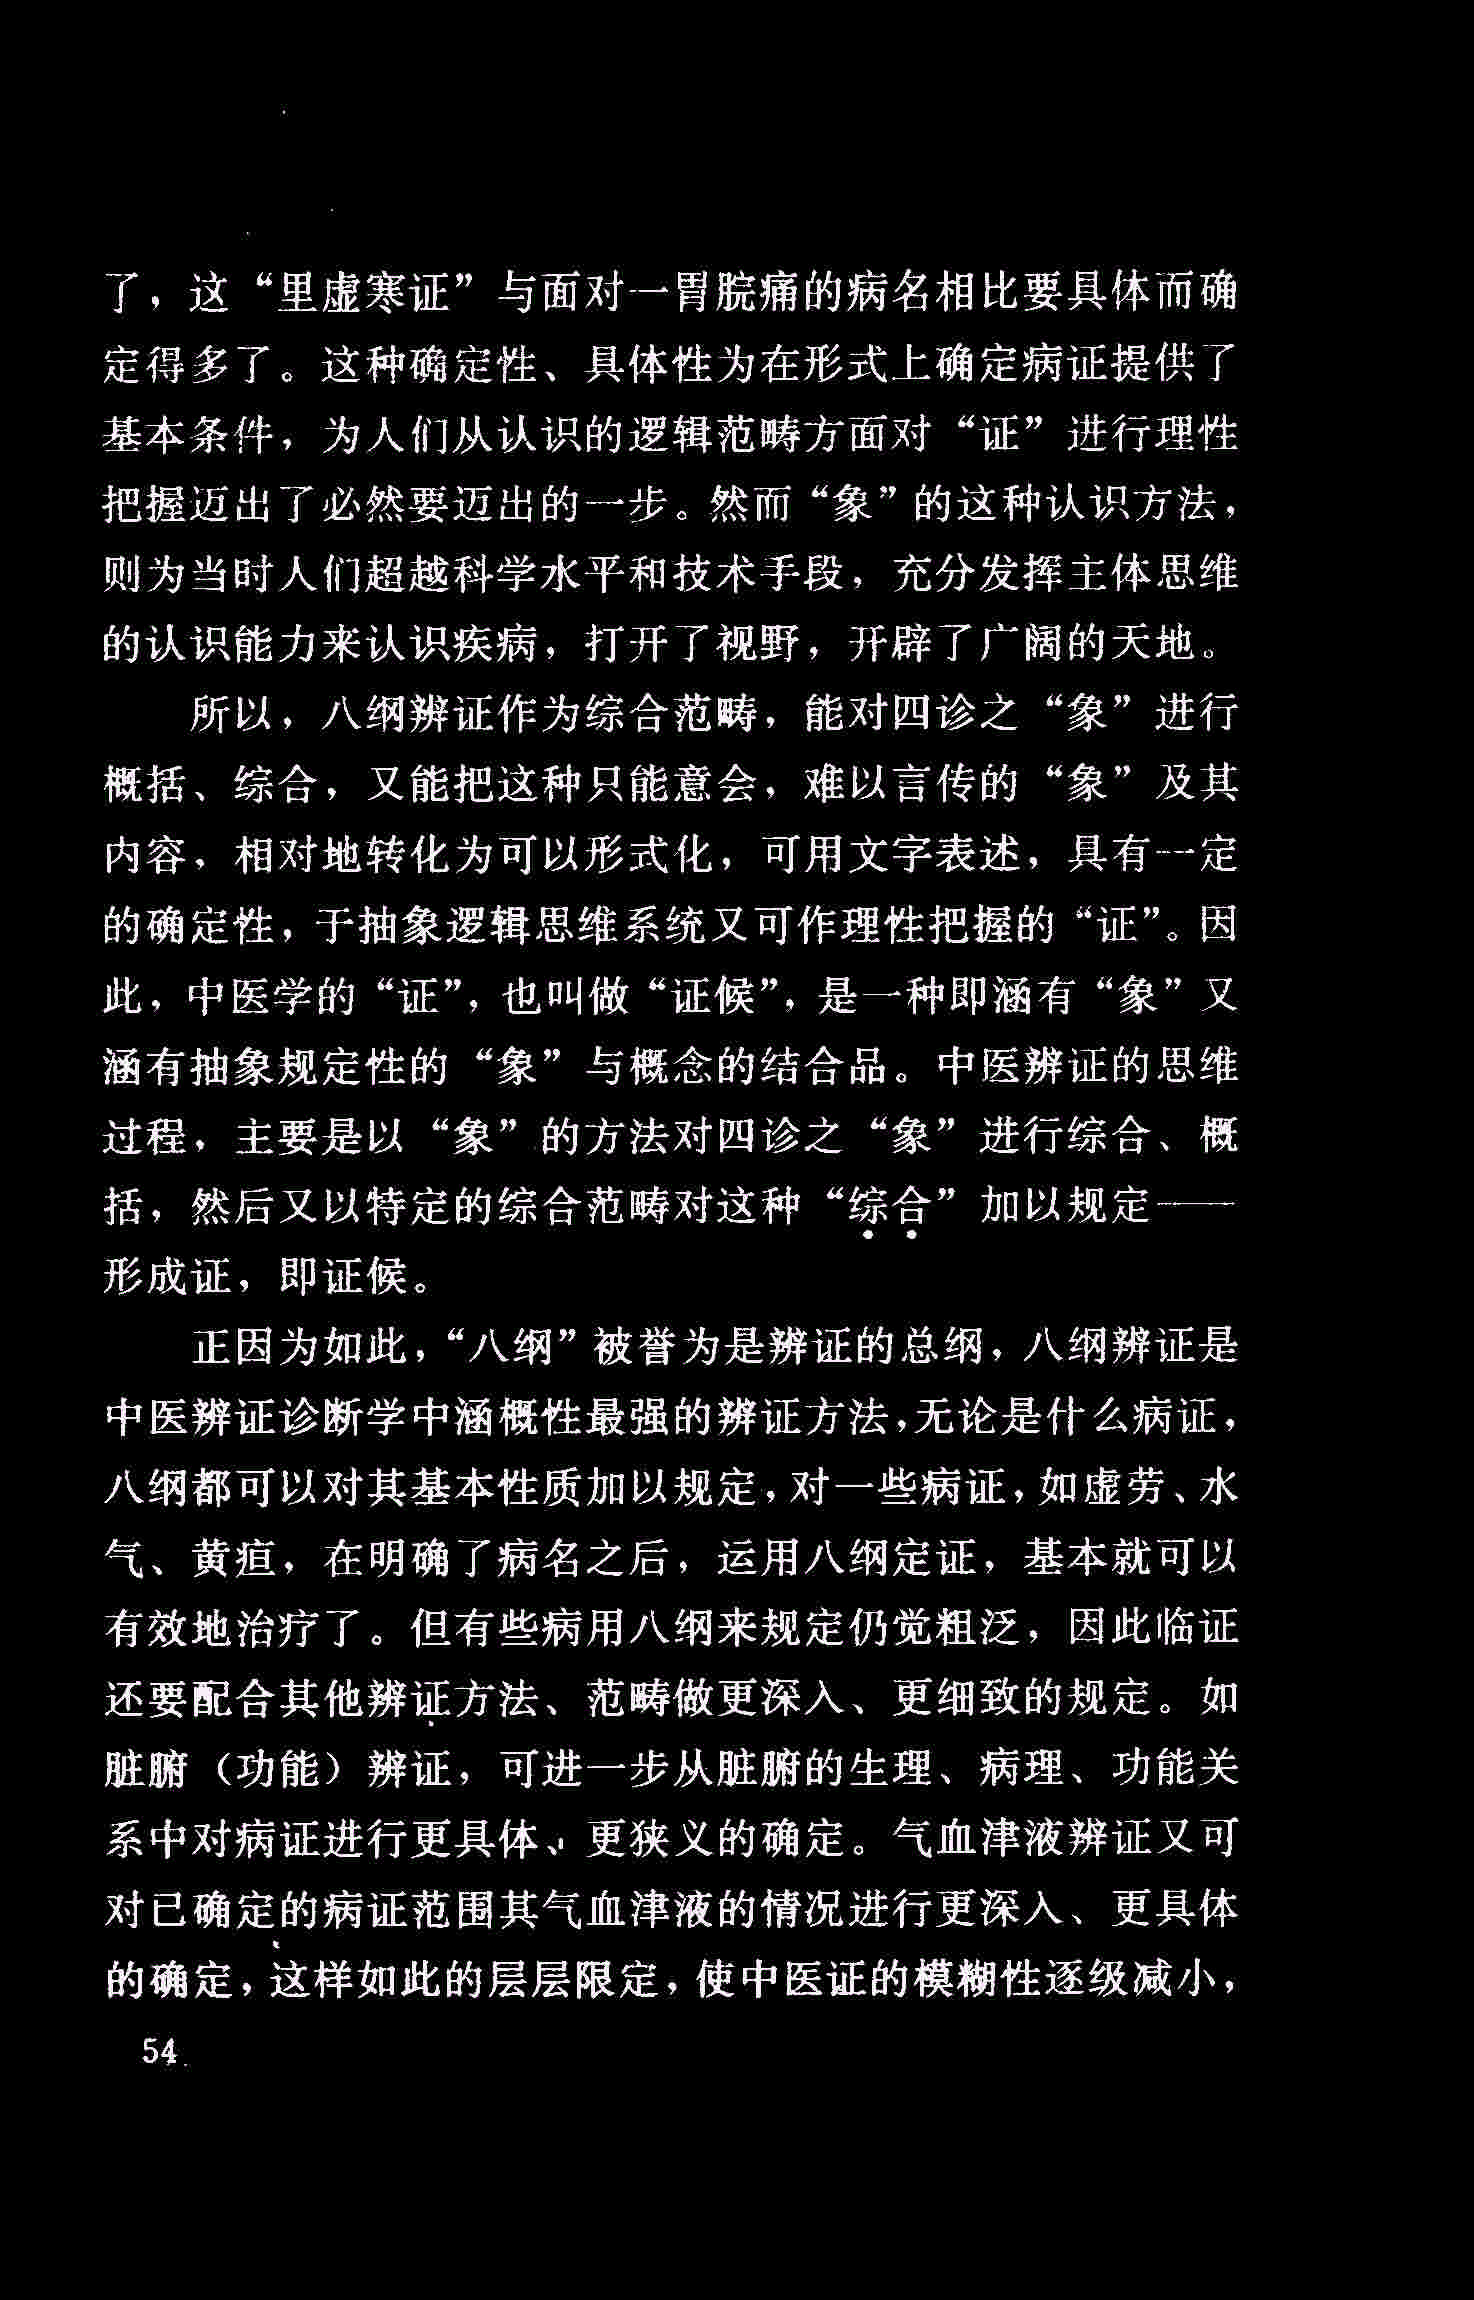 了，这“里虚寒证”与面对一胃脘痛的病名相比要具体而确
定得多了。这种确定性、具体性为在形式上确定病证提供了
基本条件，为人们从认识的逻辑范畴方面对“证”进行理性
把握迈出了必然要迈出的一步。然而“象”的这种认识方法，
则为当时人们超越科学水平和技术手段，充分发挥主体思维
的认识能力来认识疾病，打开了视野，开辟了广阔的天地。
所以，八纲辨证作为综合范畴，能对四诊之“象”进行
概括、综合，又能把这种只能意会，难以言传的“象”及其
内容，相对地转化为可以形式化，可用文字表述，具有一定
的确定性，于抽象逻辑思维系统又可作理性把握的“证”。因
此，中医学的“证”，也叫做“证候”，是一种即涵有“象”又
涵有抽象规定性的“象”与概念的结合品。中医辨证的思维
过程，主要是以“象”的方法对四诊之“象”进行综合、概
括，然后又以特定的综合范畴对这种“综合”加以规定——
形成证，即证候。
正因为如此，“八纲”被誉为是辨证的总纲，八纲辨证是
中医辨证诊断学中涵概性最强的辨证方法，无论是什么病证，
八纲都可以对其基本性质加以规定，对一些病证，如虚劳、水
气、黄疸，在明确了病名之后，运用八纲定证，基本就可以
有效地治疗了。但有些病用八纲来规定仍觉粗泛，因此临证
还要配合其他辨证方法、范畴做更深入、更细致的规定。如
脏腑（功能）辨证，可进一步从脏腑的生理、病理、功能关
系中对病证进行更具体、更狭义的确定。气血津液辨证又可
对已确定的病证范围其气血津液的情况进行更深入、更具体
的确定，这样如此的层层限定，使中医证的模糊性逐级减小，
54